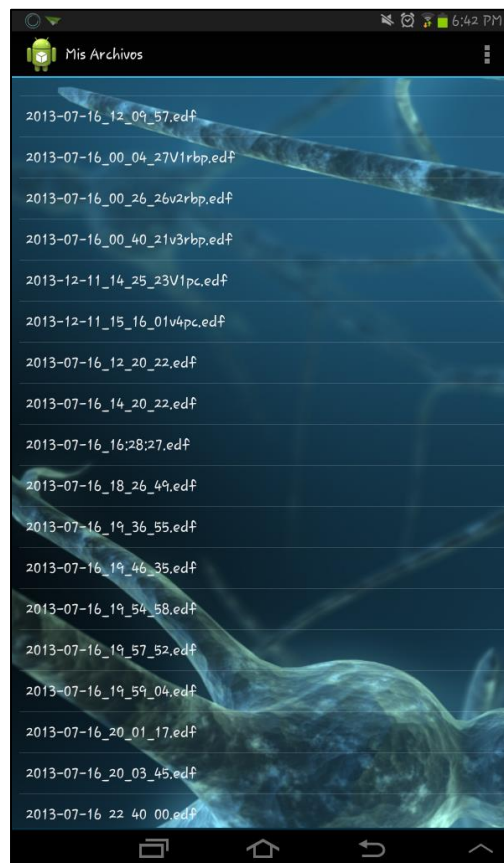 6:42 PM
Mis Archivos
2013-07-16_12_09_57.edf
2013-07-16_00_04_27V1rbp.edf
2013-07-16_00_26_26v2rbp.edf
2013-07-16_00_40_21v3rbp.edf
2013-12-11_14_25_23V1pc.edf
2013-12-11_15_16_01v4pc.edf
2013-07-16_12_20_22.edf
2013-07-16_14_20_22.edf
2013-07-16_16;28;27.edf
2013-07-16_18_26_49.edf
2013-07-16_19_36_55.edf
2013-07-16_19_46_35.edf
2013-07-16_19_54_58.edf
2013-07-16_19_57_52.edf
2013-07-16_19_59_04.edf
2013-07-16_20_01_17.edf
2013-07-16_20_03_45.edf
2013-07-16 22 40 00.edf